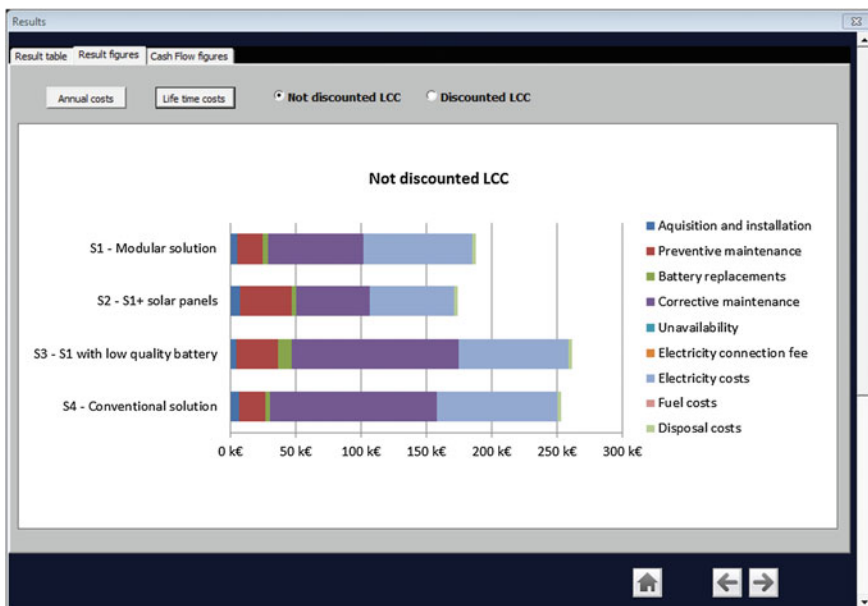 Results
Result table Result figures Cash Flow figures
Annual costs Life time costs Not discounted LCC Discounted LCC
Not discounted LCC
S1 - Modular solution
S2 - S1+ solar panels
S3 - S1 with low quality battery
S4 - Conventional solution
0 k€ 50 k€ 100 k€ 150 k€ 200 k€ 250 k€ 300 k€
Aquisition and installation
Preventive maintenance
Battery replacements
Corrective maintenance
Unavailability
Electricity connection fee
Electricity costs
Fuel costs
Disposal costs